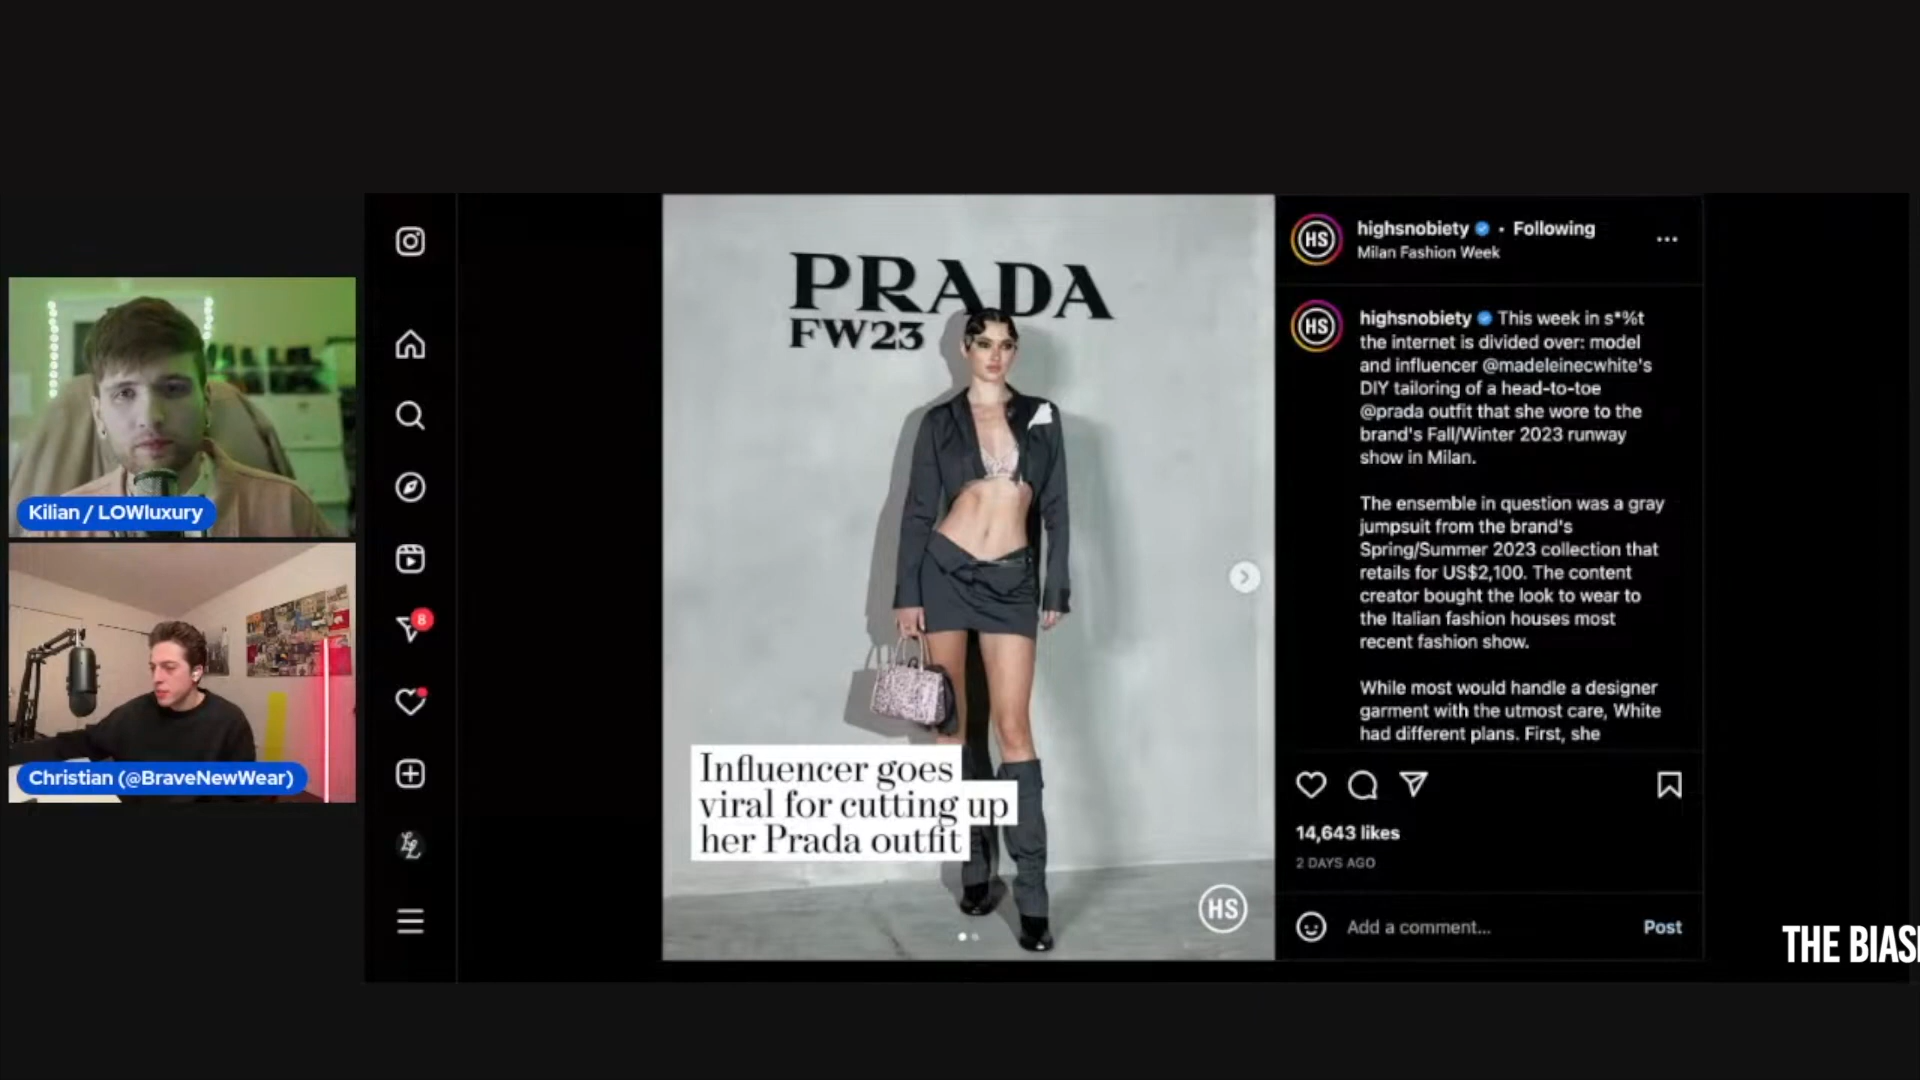 Kilian / LOWluxury
Christian (@BraveNewWear)
8
PRADA
FW23
Influencer goes
viral for cutting up
her Prada outfit
HS
HS
highsnobiety • Following
Milan Fashion Week
HS
highsnobiety This week in s*%t
the internet is divided over: model
and influencer @madeleinecwhite's
DIY tailoring of a head-to-toe
@prada outfit that she wore to the
brand's Fall/Winter 2023 runway
show in Milan.
The ensemble in question was a gray
jumpsuit from the brand's
Spring/Summer 2023 collection that
retails for US$2,100. The content
creator bought the look to wear to
the Italian fashion houses most
recent fashion show.
While most would handle a designer
garment with the utmost care, White
had different plans. First, she
14,643 likes
2 DAYS AGO
Add a comment...
Post
THE BIAS